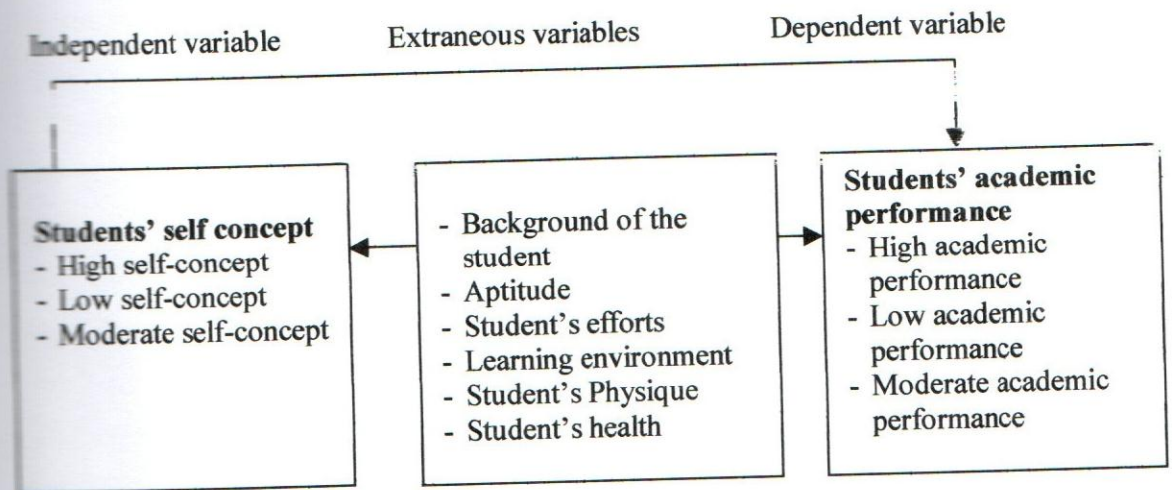 Independent variable
Extraneous variables
Dependent variable
Students' self concept
- High self-concept
- Low self-concept
- Moderate self-concept
- Background of the
student
- Aptitude
- Student's efforts
- Learning environment
- Student's Physique
- Student's health
Students' academic
performance
- High academic
performance
- Low academic
performance
- Moderate academic
performance